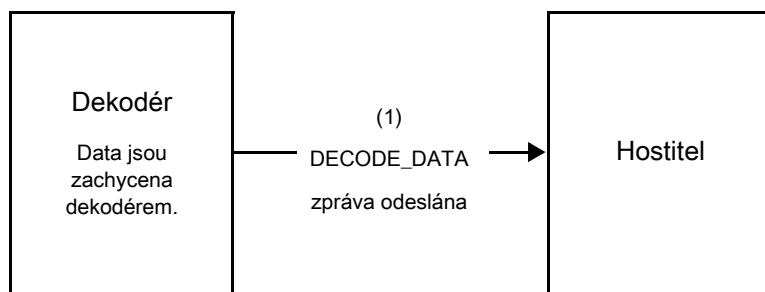 Dekodér
Data jsou
zachycena
dekodérem.
(1)
DECODE_DATA
zpráva odeslána
Hostitel